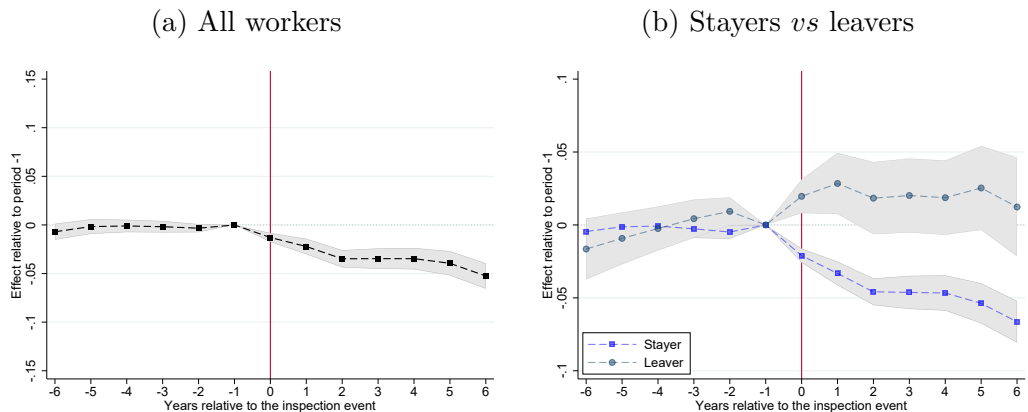 (a) All workers
Effect relative to period -1
.15
.1
.05
0
-.05
-.1
-.15
-6 -5 -4 -3 -2 -1 0 1 2 3 4 5 6
Years relative to the inspection event
(b) Stayers vs leavers
Effect relative to period -1
.1
.05
0
-.05
-.1
Stayer
Leaver
-6 -5 -4 -3 -2 -1 0 1 2 3 4 5 6
Years relative to the inspection event